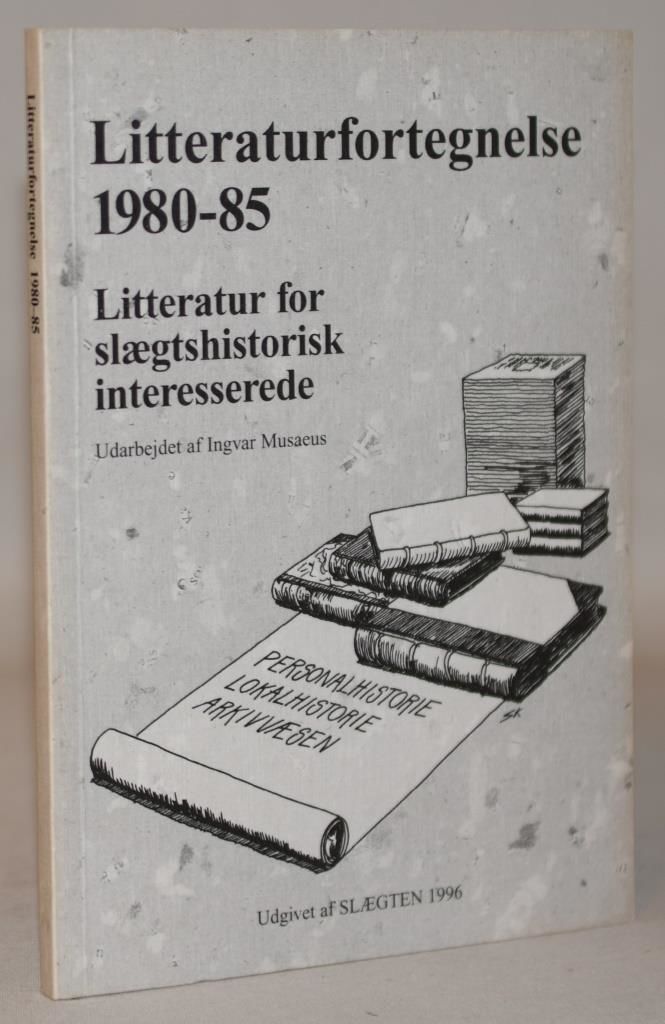 Litteraturfortegnelse 1980-85
Litteraturfortegnelse
1980-85
Litteratur for
slægtshistorisk
interesserede
Udarbejdet af Ingvar Musaeus
PERSONALHISTORIE
LOKALHISTORIE
ARKIVVÆSEN
SK
Udgivet af SLÆGTEN 1996